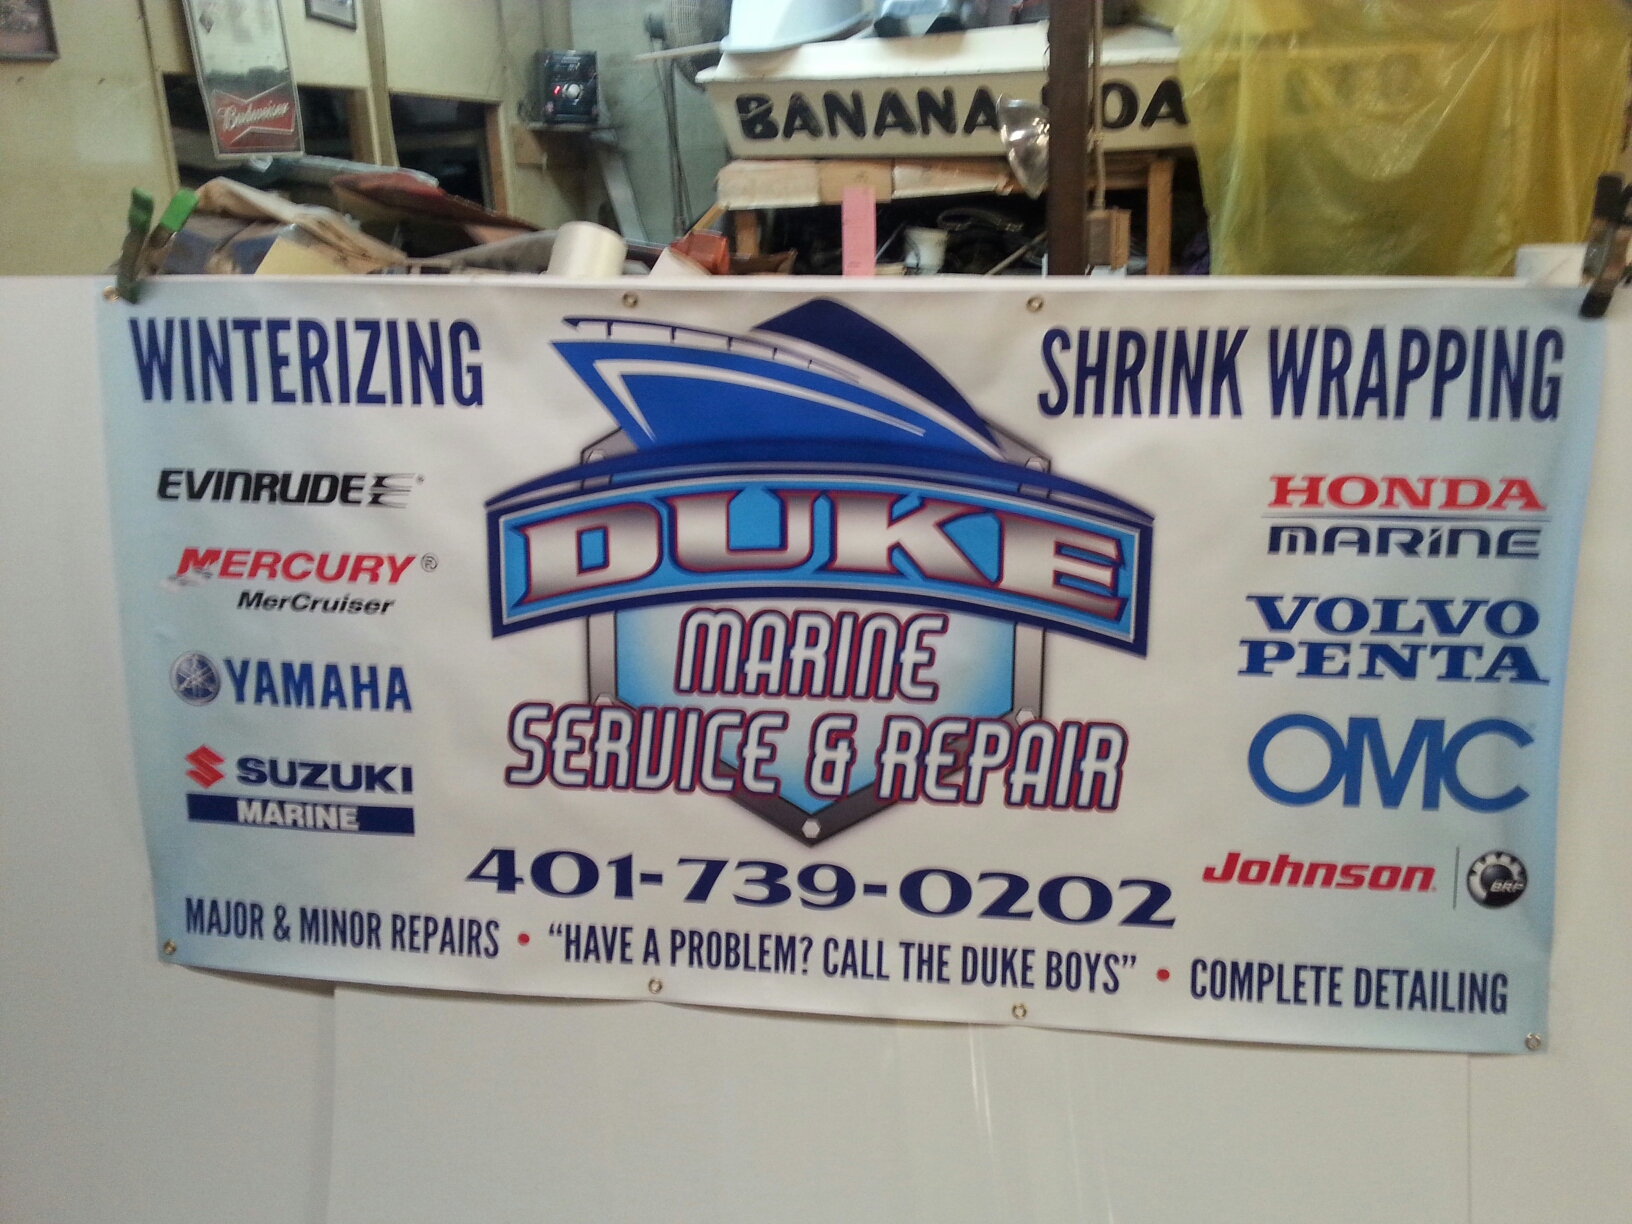 Budweiser
BANANA
WINTERIZING
SHRINK WRAPPING
EVINRUDE
MERCURY®
MerCruiser
YAMAHA
SUZUKI
MARINE
DUKE
MARINE
SERVICE & REPAIR
HONDA
MARINE
VOLVO
PENTA
OMC
Johnson
BRP
401-739-0202
MAJOR & MINOR REPAIRS • “HAVE A PROBLEM? CALL THE DUKE BOYS” • COMPLETE DETAILING